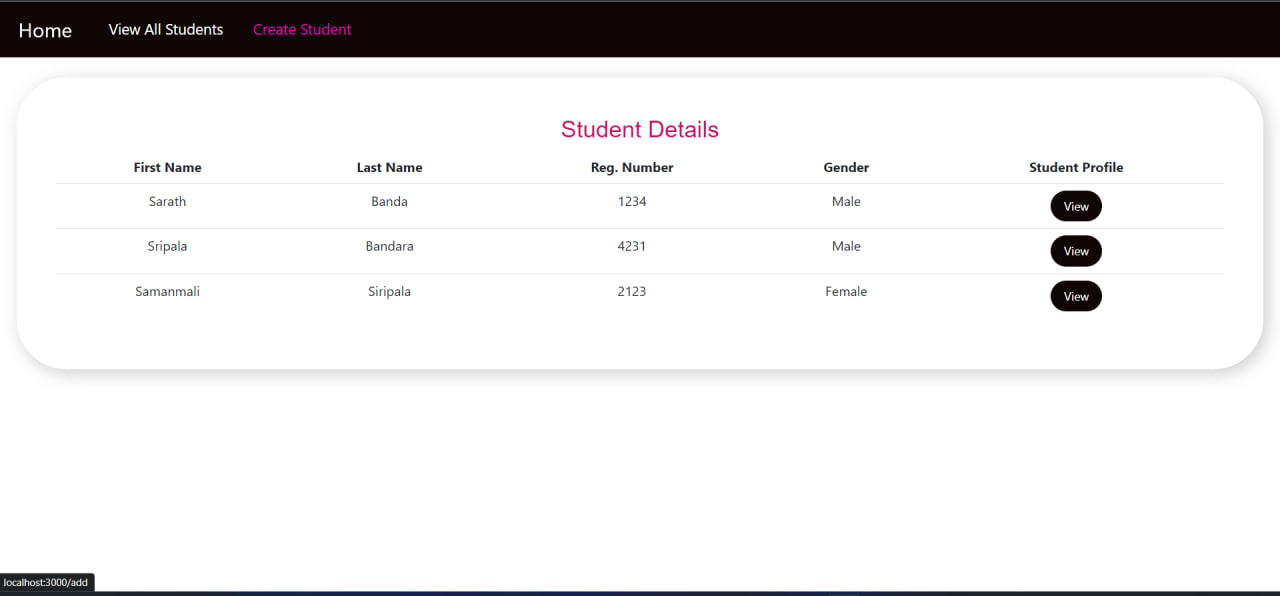 Home View All Students Create Student
Student Details
First Name Last Name Reg. Number Gender Student Profile
Sarath Banda 1234 Male View
Sripala Bandara 4231 Male View
Samanmali Siripala 2123 Female View
localhost:3000/add